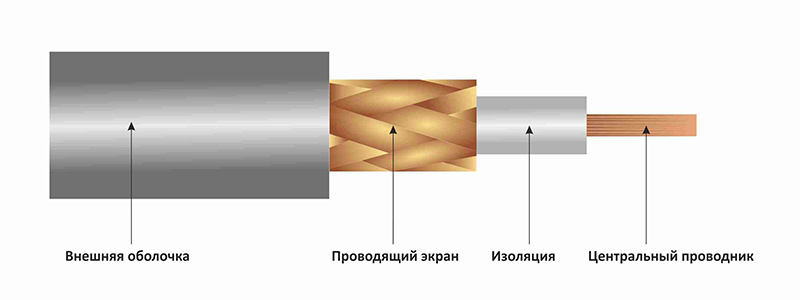 Внешняя оболочка
Проводящий экран
Изоляция
Центральный проводник